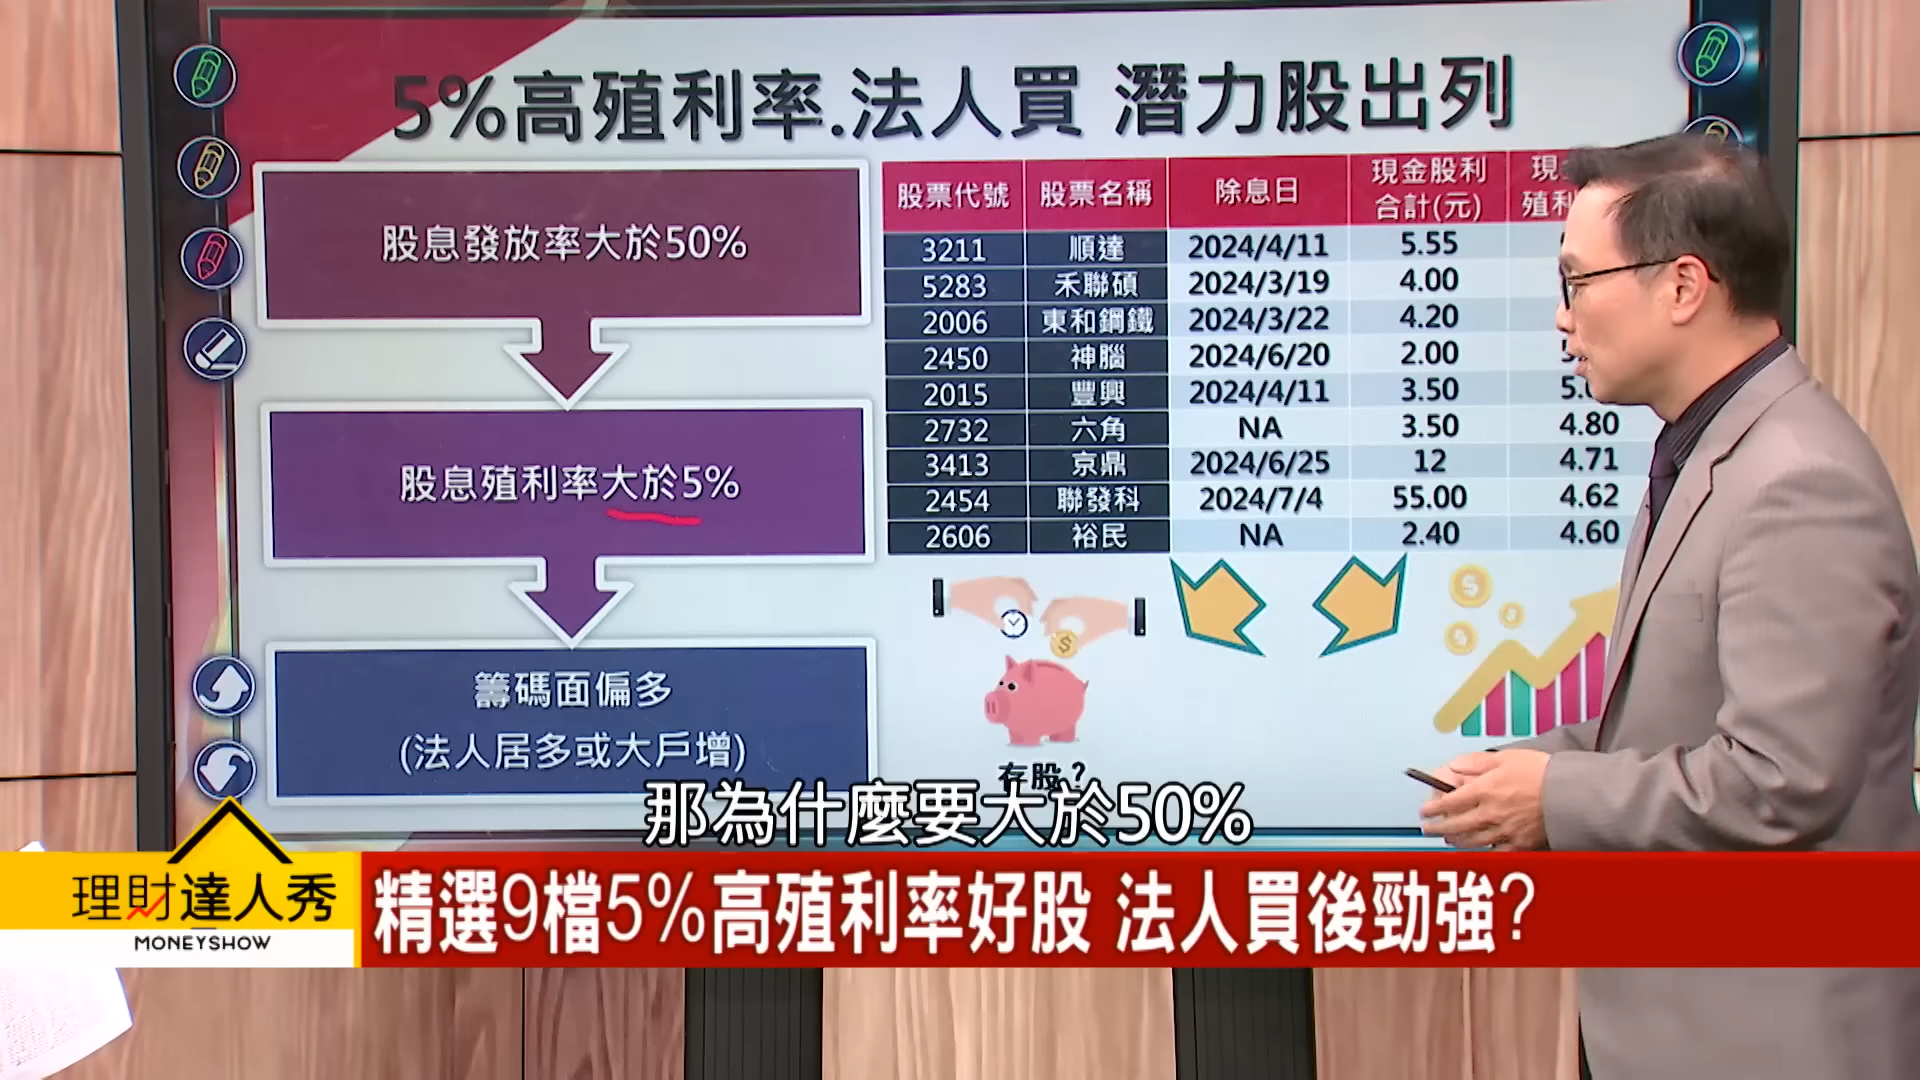 5%高殖利率.法人買 潛力股出列
股息發放率大於50%
股息殖利率大於5%
籌碼面偏多
(法人居多或大戶增)
股票代號 股票名稱 除息日 現金股利合計(元) 現 殖利
3211 順達 2024/4/11 5.55
5283 禾聯碩 2024/3/19 4.00
2006 東和鋼鐵 2024/3/22 4.20
2450 神腦 2024/6/20 2.00
2015 豐興 2024/4/11 3.50
2732 六角 NA 3.50 4.80
3413 京鼎 2024/6/25 12 4.71
2454 聯發科 2024/7/4 55.00 4.62
2606 裕民 NA 2.40 4.60
存股？
那為什麼要大於50%
理財達人秀
MONEYSHOW
精選9檔5%高殖利率好股 法人買後勁強?